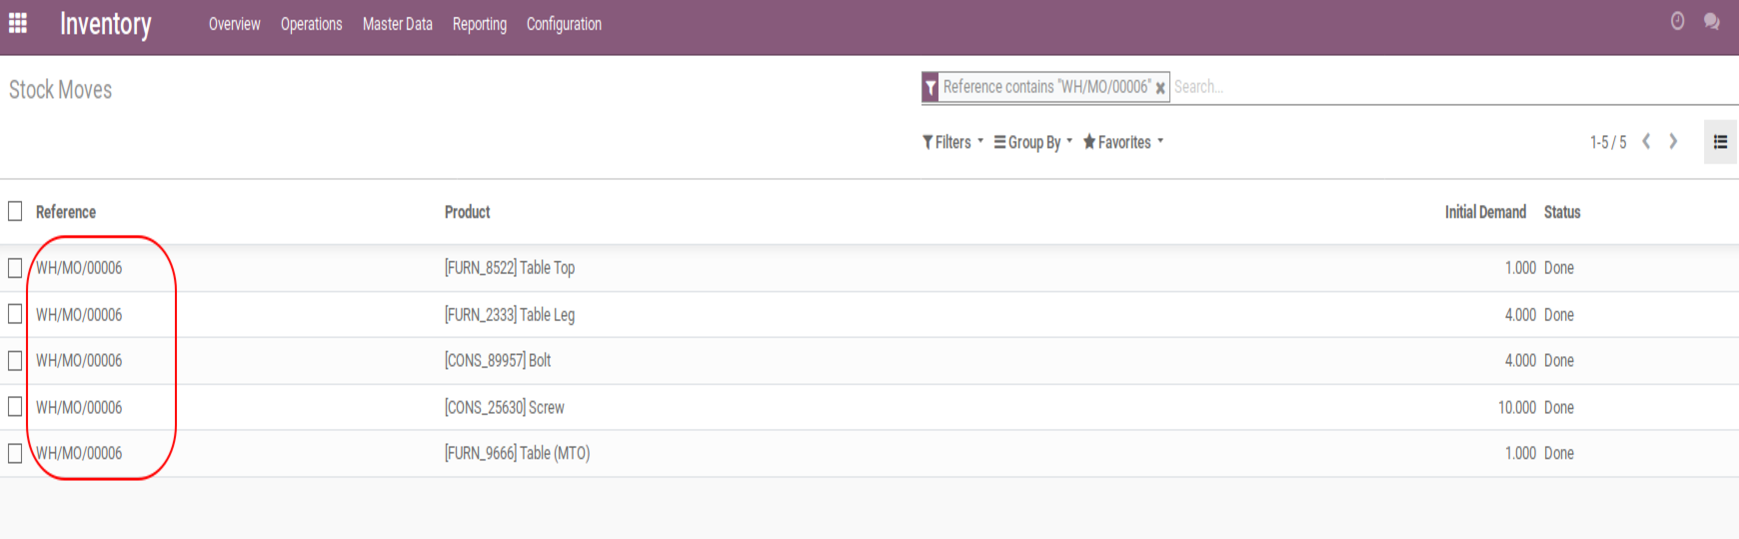 Inventory Overview Operations Master Data Reporting Configuration
Stock Moves
Reference contains "WH/MO/00006" Search...
Filters Group By Favorites 1-5 / 5
Reference Product Initial Demand Status
WH/MO/00006 [FURN_8522] Table Top 1.000 Done
WH/MO/00006 [FURN_2333] Table Leg 4.000 Done
WH/MO/00006 [CONS_89957] Bolt 4.000 Done
WH/MO/00006 [CONS_25630] Screw 10.000 Done
WH/MO/00006 [FURN_9666] Table (MTO) 1.000 Done